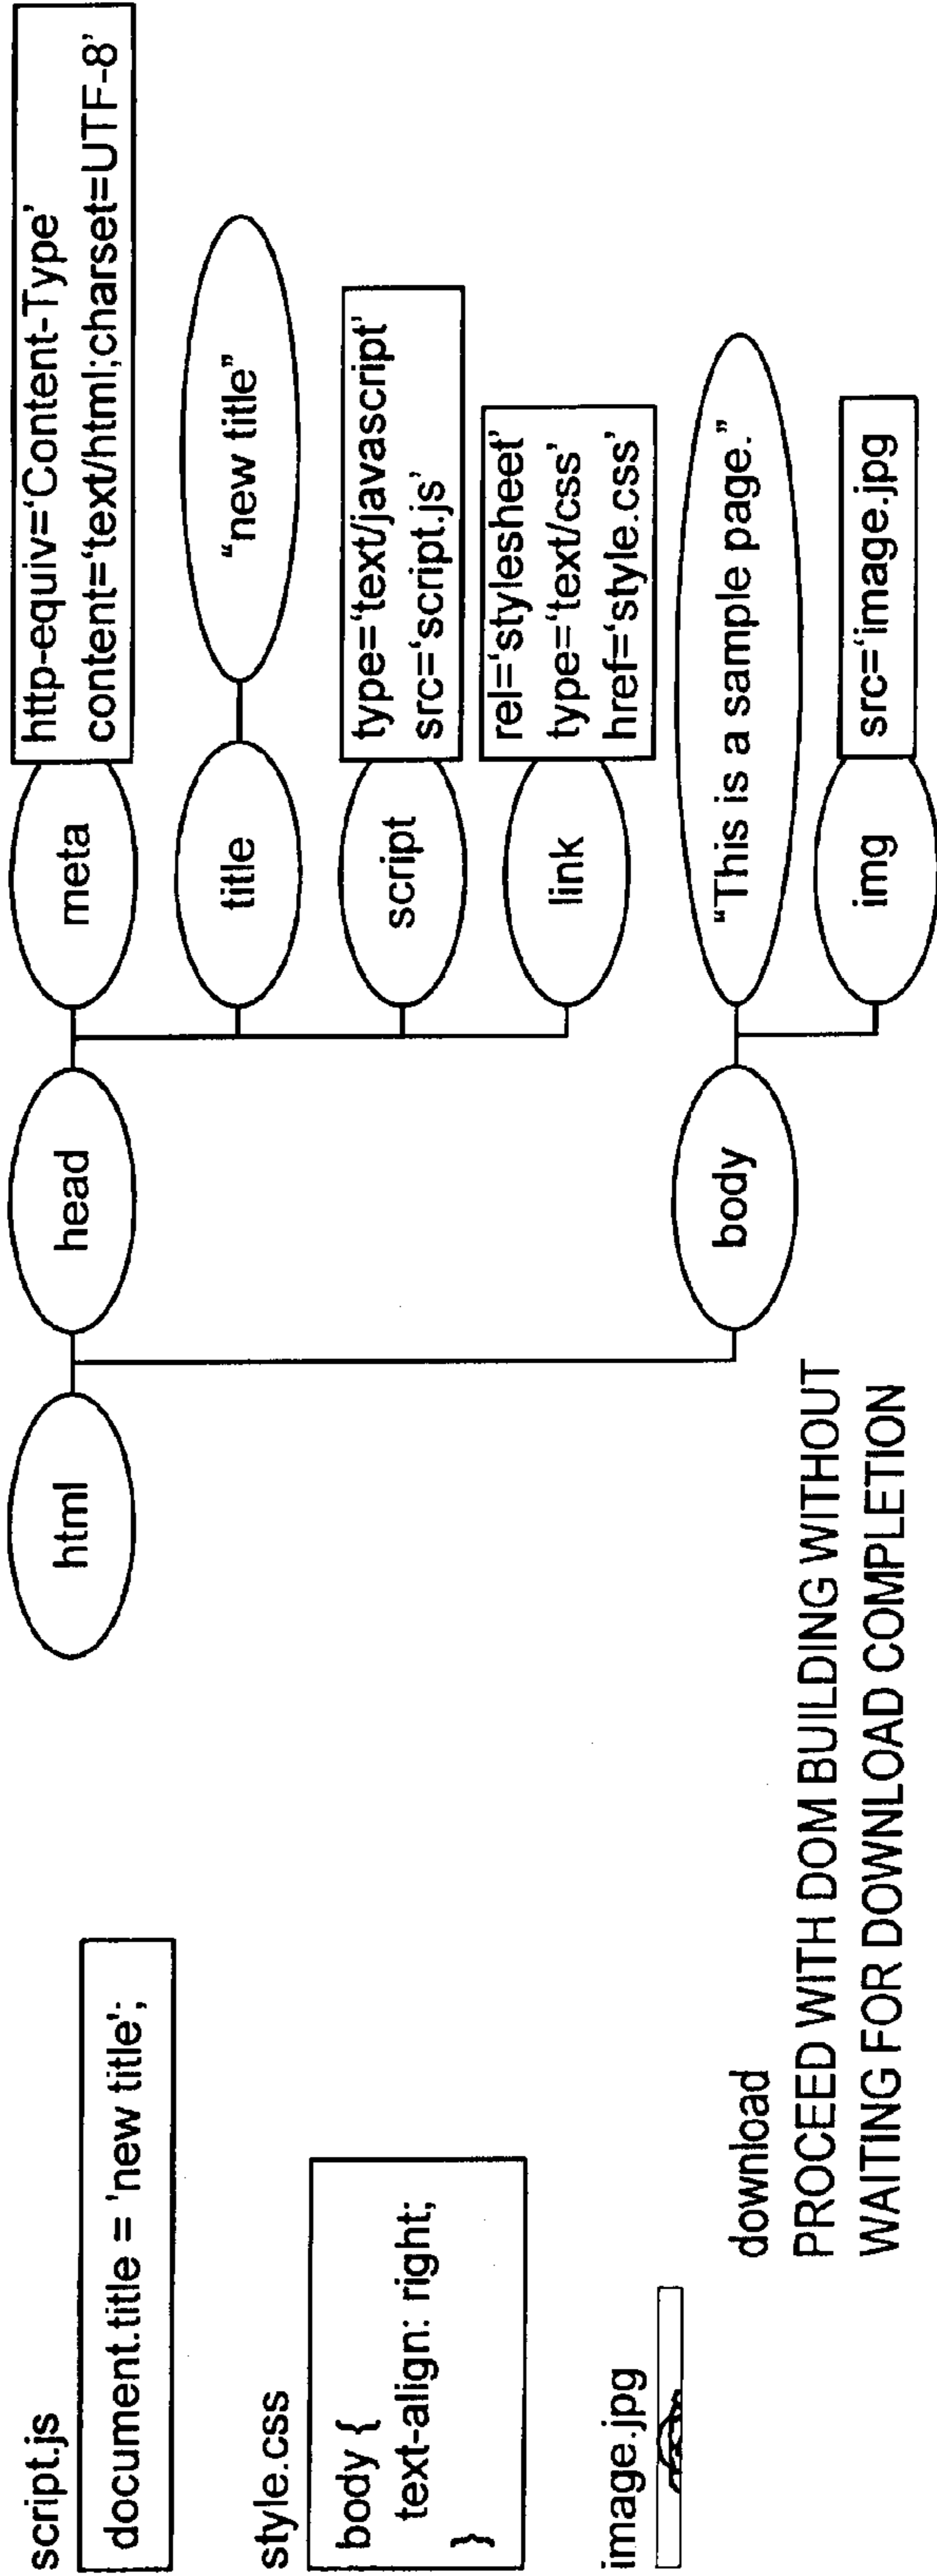 script.js
document.title = 'new title';
style.css
body {
text-align: right;
}
image.jpg
download
PROCEED WITH DOM BUILDING WITHOUT
WAITING FOR DOWNLOAD COMPLETION
html
head
body
meta
http-equiv=‘Content-Type’
content=‘text/html;charset=UTF-8’
title
“new title”
script
type=‘text/javascript’
src=‘script.js’
link
rel=‘stylesheet’
type=‘text/css’
href=‘style.css’
“This is a sample page.”
img
src=‘image.jpg